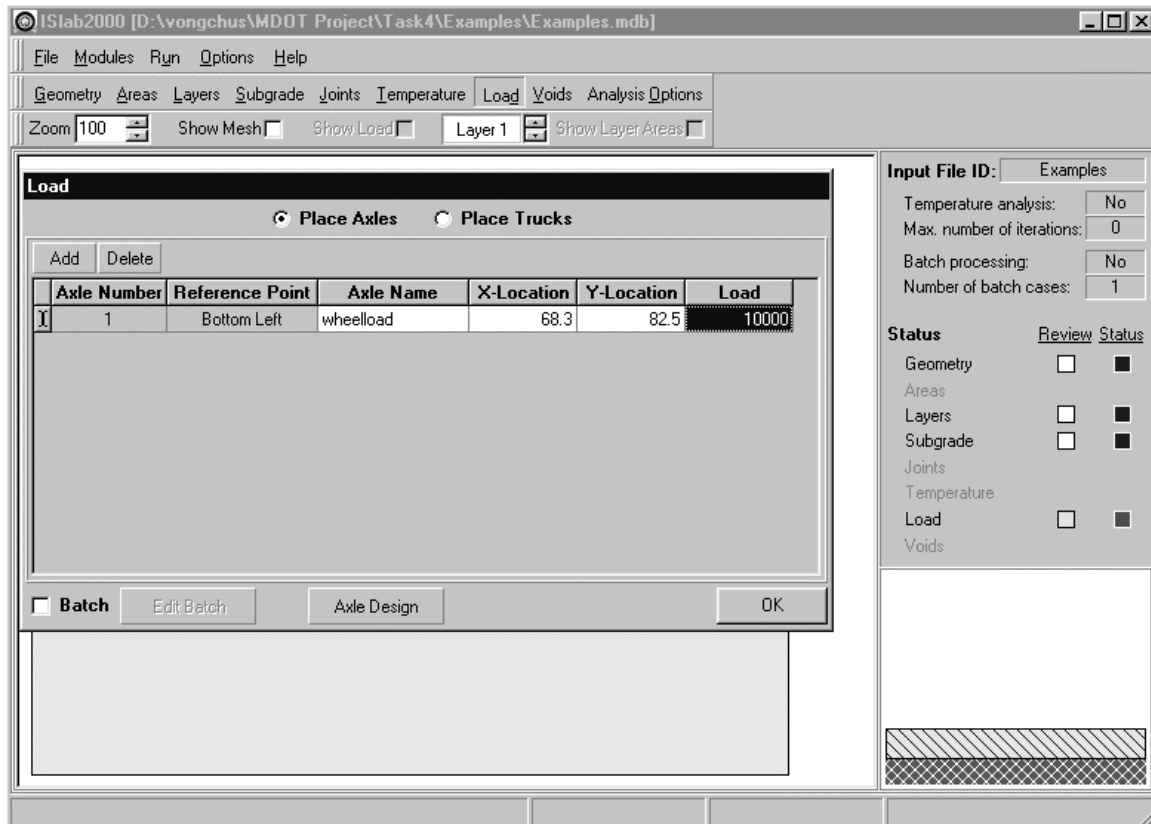 ISlab2000 [D:\vongchus\MDOT Project\Task4\Examples\Examples.mdb]
File Modules Run Options Help
Geometry Areas Layers Subgrade Joints Temperature Load Voids Analysis Options
Zoom 100 Show Mesh Show Load Layer 1 Show Layer Areas
Load
Place Axles Place Trucks
Add Delete
Axle Number Reference Point Axle Name X-Location Y-Location Load
1 Bottom Left wheelload 68.3 82.5 10000
Batch Edit Batch Axle Design OK
Input File ID: Examples
Temperature analysis: No
Max. number of iterations: 0
Batch processing: No
Number of batch cases: 1
Status Review Status
Geometry
Areas
Layers
Subgrade
Joints
Temperature
Load
Voids